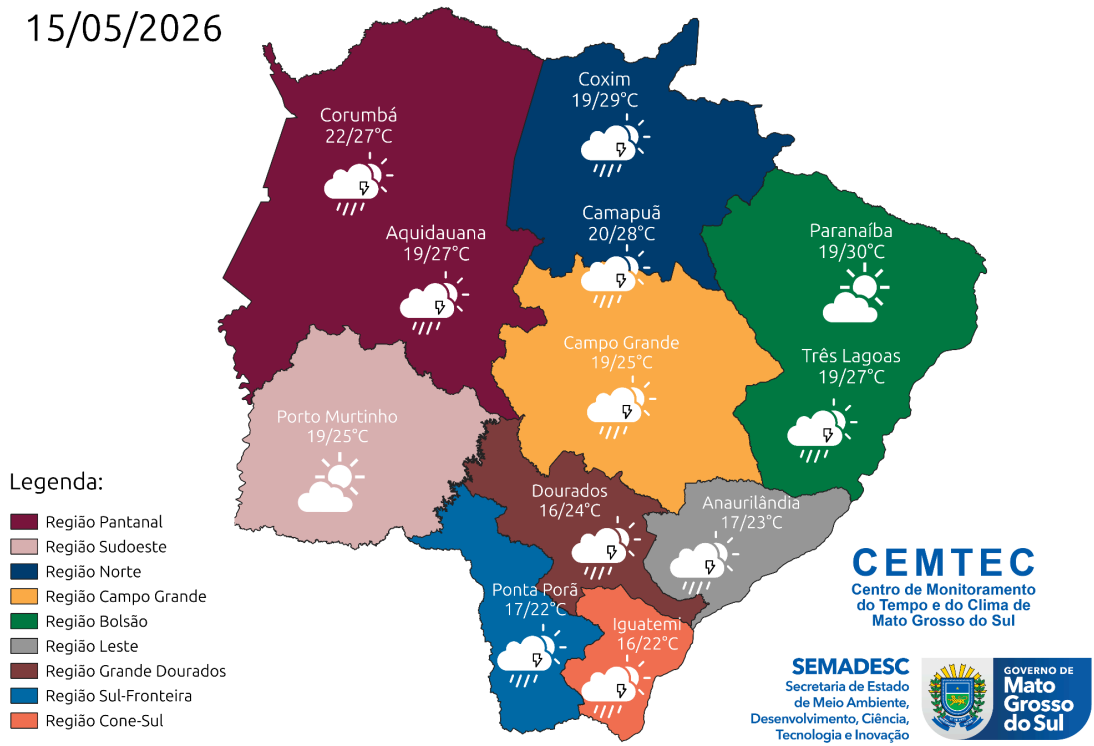 15/05/2026
Coxim
19/29°C
Corumbá
22/27°C
Camapuã
20/28°C
Aquidauana
19/27°C
Paranaíba
19/30°C
Campo Grande
19/25°C
Três Lagoas
19/27°C
Porto Murtinho
19/25°C
Dourados
16/24°C
Anaurilândia
17/23°C
Ponta Porã
17/22°C
Iguatemi
16/22°C
Legenda:
Região Pantanal
Região Sudoeste
Região Norte
Região Campo Grande
Região Bolsão
Região Leste
Região Grande Dourados
Região Sul-Fronteira
Região Cone-Sul
CEMTEC
Centro de Monitoramento
do Tempo e do Clima de
Mato Grosso do Sul
SEMADESC
Secretaria de Estado
de Meio Ambiente,
Desenvolvimento, Ciência,
Tecnologia e Inovação
GOVERNO DE
Mato
Grosso
do Sul